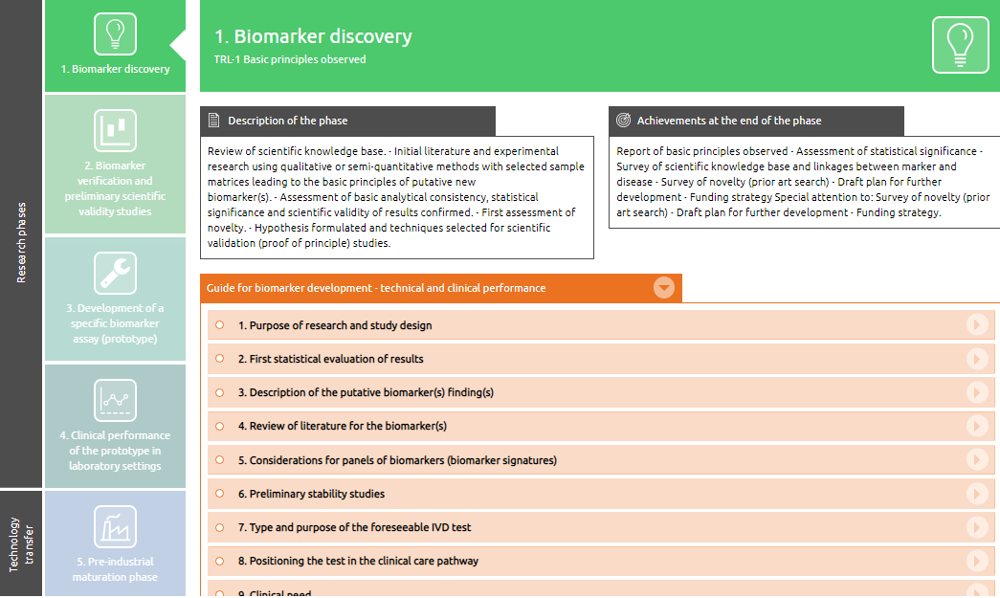 Research phases
Technology
transfer
1. Biomarker discovery
2. Biomarker
verification and
preliminary scientific
validity studies
3. Development of a
specific biomarker
assay (prototype)
4. Clinical performance
of the prototype in
laboratory settings
5. Pre-industrial
maturation phase
1. Biomarker discovery
TRL-1 Basic principles observed
Description of the phase
Review of scientific knowledge base. - Initial literature and experimental
research using qualitative or semi-quantitative methods with selected sample
matrices leading to the basic principles of putative new
biomarker(s). - Assessment of basic analytical consistency, statistical
significance and scientific validity of results confirmed. - First assessment of
novelty. - Hypothesis formulated and techniques selected for scientific
validation (proof of principle) studies.
Achievements at the end of the phase
Report of basic principles observed - Assessment of statistical significance -
Survey of scientific knowledge base and linkages between marker and
disease - Survey of novelty (prior art search) - Draft plan for further
development - Funding strategy Special attention to: Survey of novelty (prior
art search) - Draft plan for further development - Funding strategy.
Guide for biomarker development - technical and clinical performance
1. Purpose of research and study design
2. First statistical evaluation of results
3. Description of the putative biomarker(s) finding(s)
4. Review of literature for the biomarker(s)
5. Considerations for panels of biomarkers (biomarker signatures)
6. Preliminary stability studies
7. Type and purpose of the foreseeable IVD test
8. Positioning the test in the clinical care pathway
9. Clinical need